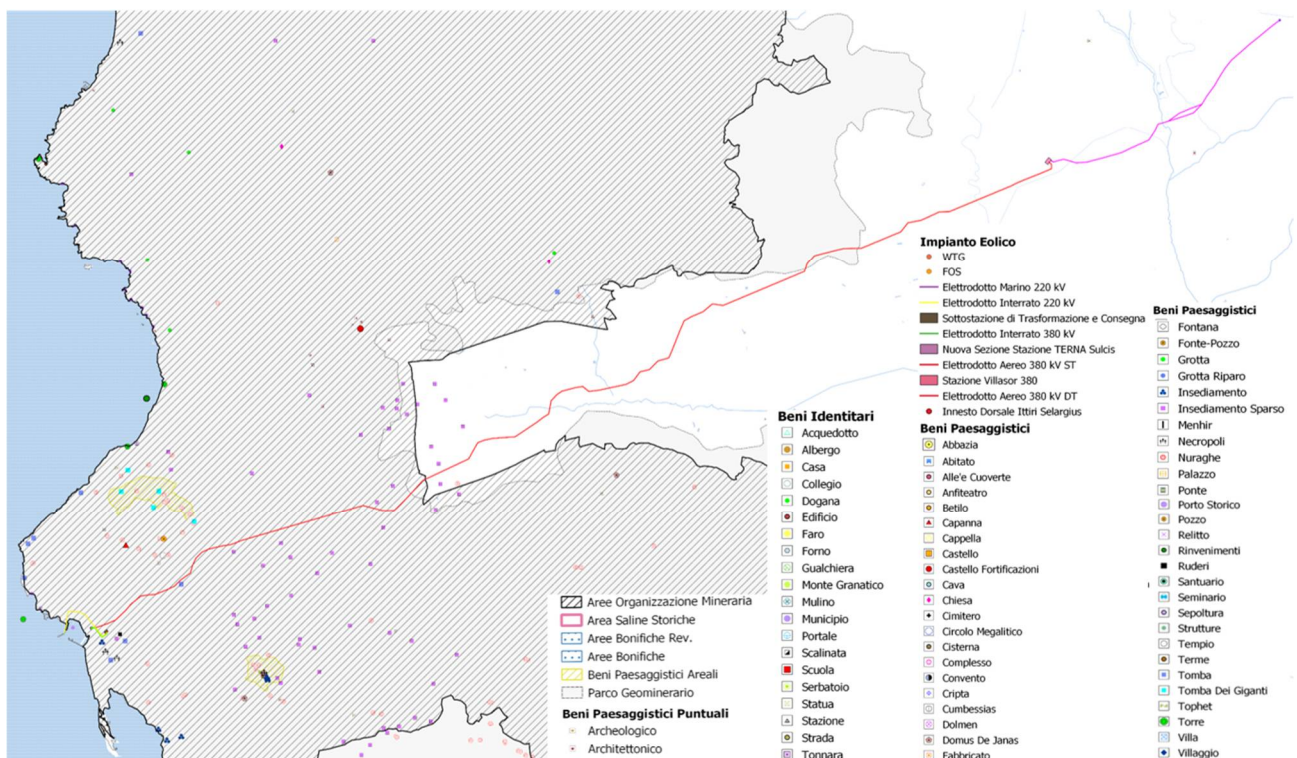 Impianto Eolico
WTG
FOS
Elettrodotto Marino 220 kV
Elettrodotto Interrato 220 kV
Sottostazione di Trasformazione e Consegna
Elettrodotto Interrato 380 kV
Nuova Sezione Stazione TERNA Sulcis
Elettrodotto Aereo 380 kV ST
Stazione Villasor 380
Elettrodotto Aereo 380 kV DT
Innesto Dorsale Ittiri Selargius
Aree Organizzazione Mineraria
Area Saline Storiche
Aree Bonifiche Rev.
Aree Bonifiche
Beni Paesaggistici Areali
Parco Geominerario
Beni Paesaggistici Puntuali
Archeologico
Architettonico
Beni Identitari
Acquedotto
Albergo
Casa
Collegio
Dogana
Edificio
Faro
Forno
Gualchiera
Monte Granatico
Mulino
Municipio
Portale
Scalinata
Scuola
Serbatoio
Statua
Stazione
Strada
Tonnara
Beni Paesaggistici
Abbazia
Abitato
Alle'e Cuoverte
Anfiteatro
Betilo
Capanna
Cappella
Castello
Castello Fortificazioni
Cava
Chiesa
Cimitero
Circolo Megalitico
Cisterna
Complesso
Convento
Cripta
Cumbessias
Dolmen
Domus De Janas
Fabbricato
Beni Paesaggistici
Fontana
Fonte-Pozzo
Grotta
Grotta Riparo
Insediamento
Insediamento Sparso
Menhir
Necropoli
Nuraghe
Palazzo
Ponte
Porto Storico
Pozzo
Relitto
Rinvenimenti
Ruderi
Santuario
Seminario
Sepoltura
Strutture
Tempio
Terme
Tomba
Tomba Dei Giganti
Tophet
Torre
Villa
Villaggio